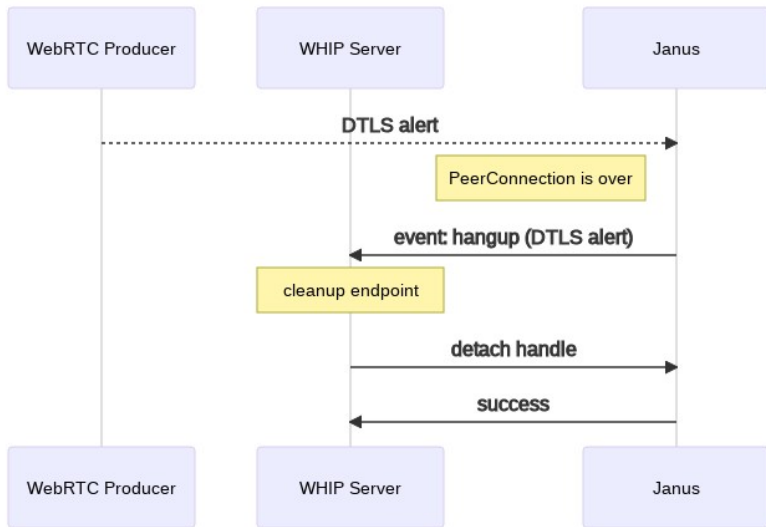 WebRTC Producer
WHIP Server
Janus
DTLS alert
PeerConnection is over
event: hangup (DTLS alert)
cleanup endpoint
detach handle
success
WebRTC Producer
WHIP Server
Janus